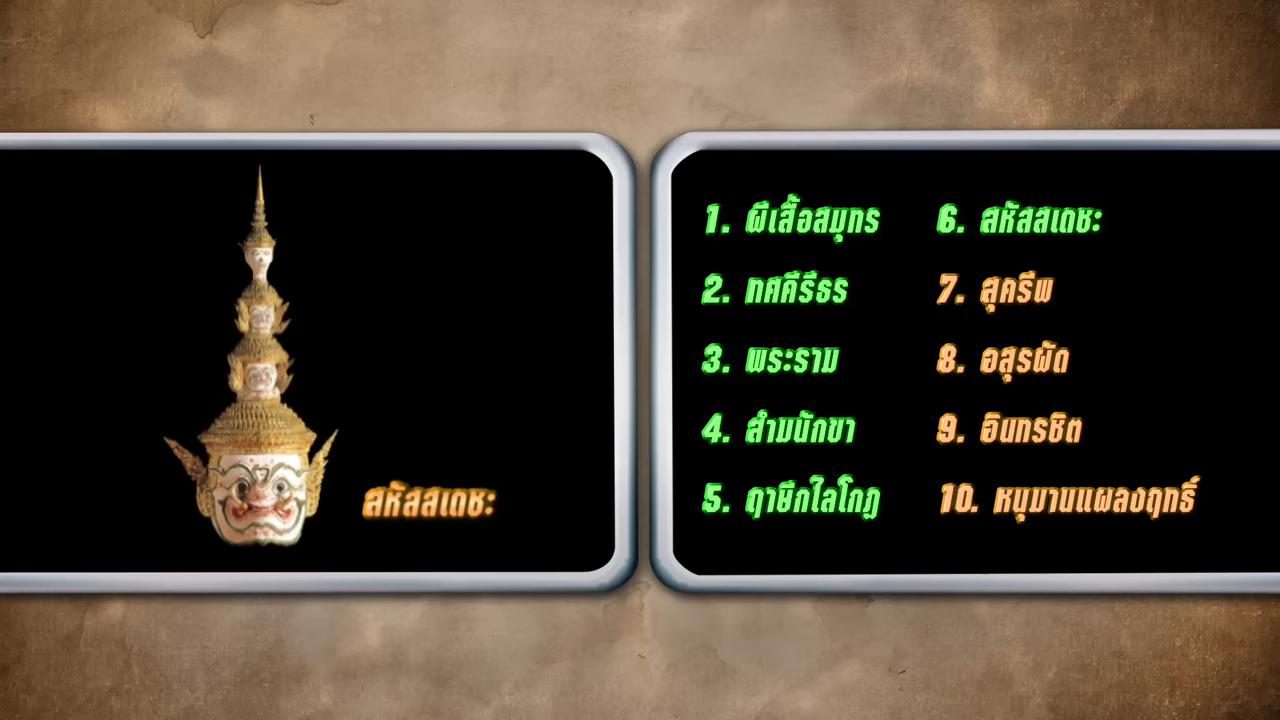 สหัสสเดชะ
1. ผีเสื้อสมุทร
2. ทศคีรีธร
3. พระราม
4. สำมนักขา
5. ฤาษีกไลโกฏ
6. สหัสสเดชะ
7. สุครีพ
8. อสุรผัด
9. อินทรชิต
10. หนุมานแผลงฤทธิ์